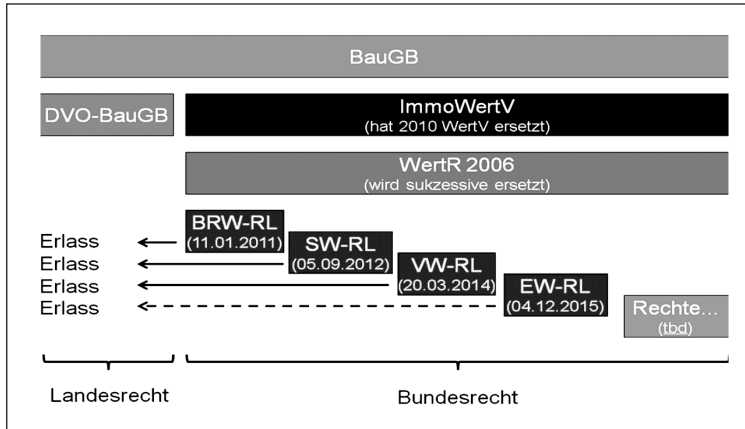 BauGB
DVO-BauGB
ImmoWertV
(hat 2010 WertV ersetzt)
WertR 2006
(wird sukzessive ersetzt)
BRW-RL
(11.01.2011)
Erlass
SW-RL
(05.09.2012)
Erlass
VW-RL
(20.03.2014)
Erlass
EW-RL
(04.12.2015)
Erlass
Rechte...
(tbd)
Landesrecht
Bundesrecht